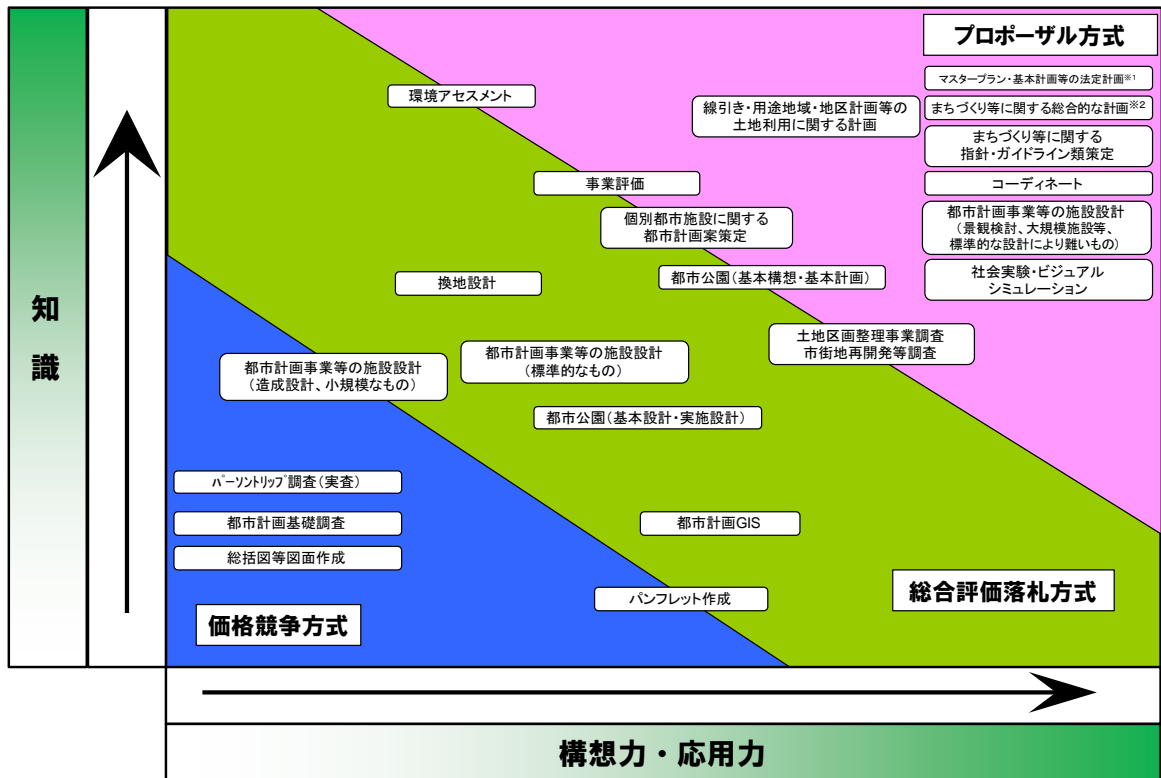 プロポーザル方式
マスタープラン・基本計画等の法定計画※1
環境アセスメント
線引き・用途地域・地区計画等の
土地利用に関する計画
まちづくり等に関する総合的な計画※2
まちづくり等に関する
指針・ガイドライン類策定
事業評価
コーディネート
個別都市施設に関する
都市計画案策定
都市計画事業等の施設設計
(景観検討、大規模施設等、
標準的な設計により難いもの)
換地設計
都市公園(基本構想・基本計画)
社会実験・ビジュアル
シミュレーション
知
識
都市計画事業等の施設設計
(造成設計、小規模なもの)
都市計画事業等の施設設計
(標準的なもの)
土地区画整理事業調査
市街地再開発等調査
都市公園(基本設計・実施設計)
ﾊﾟｰソントリップ調査(実査)
都市計画基礎調査
都市計画GIS
総括図等図面作成
パンフレット作成
総合評価落札方式
価格競争方式
構想力・応用力